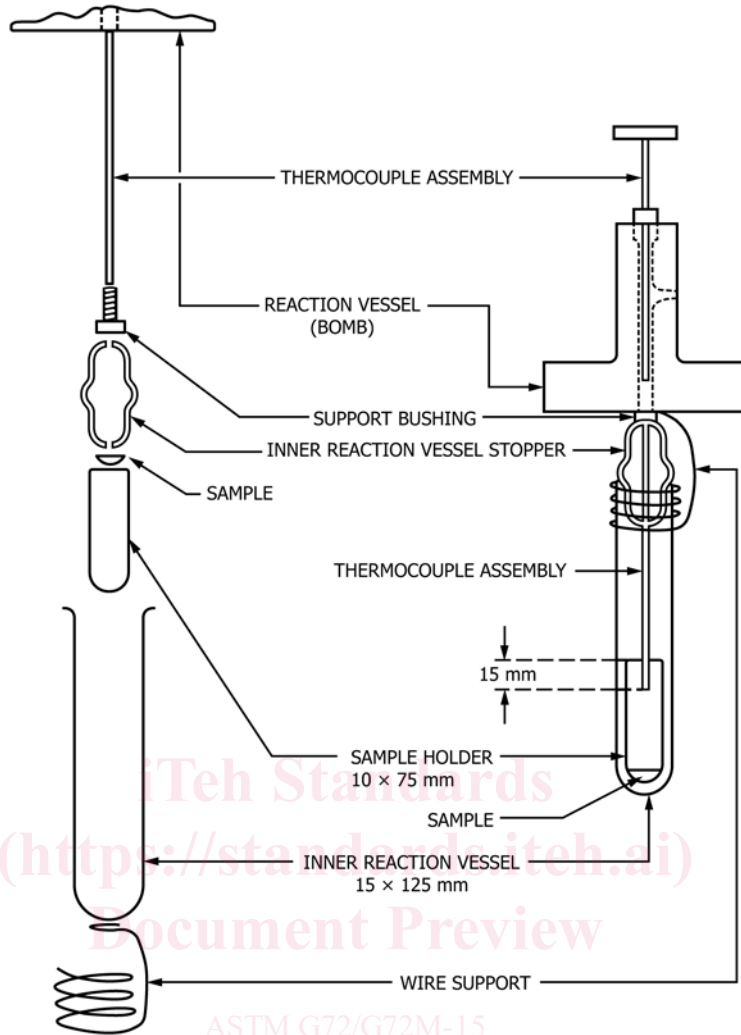 THERMOCOUPLE ASSEMBLY
REACTION VESSEL
(BOMB)
SUPPORT BUSHING
INNER REACTION VESSEL STOPPER
SAMPLE
THERMOCOUPLE ASSEMBLY
15 mm
SAMPLE HOLDER
10 × 75 mm
iTeh Standards
SAMPLE
(https://standards.iteh.ai)
INNER REACTION VESSEL
15 × 125 mm
Document Preview
WIRE SUPPORT
ASTM G72/G72M-15